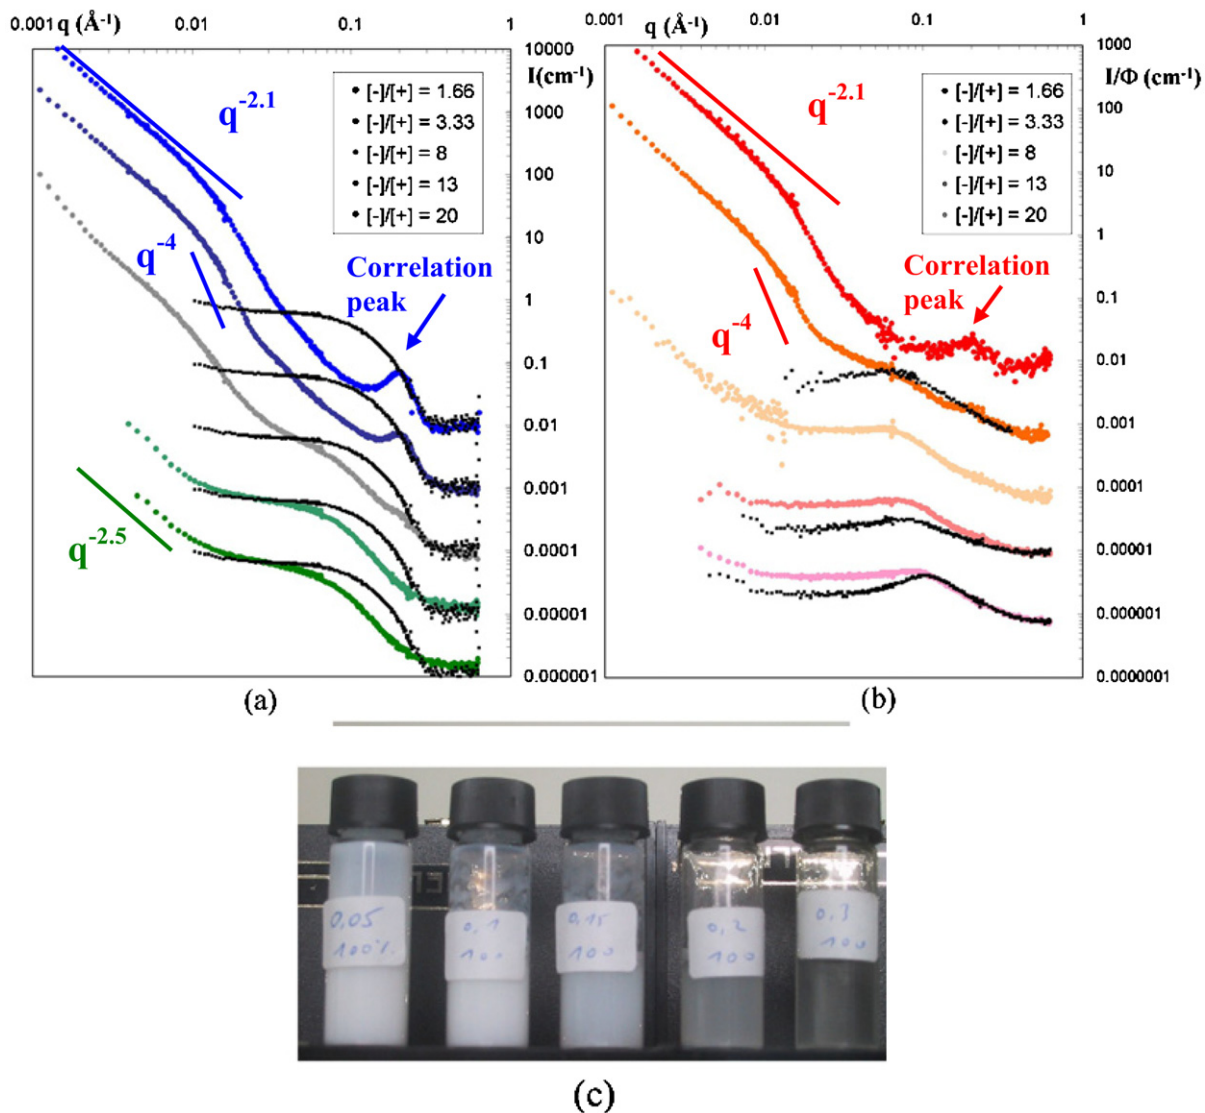 0.001 q (Å⁻¹) 0.01 0.1 1
10000
I(cm⁻¹)
1000
100
10
1
0.1
0.01
0.001
0.0001
0.00001
0.000001
[-]/[+] = 1.66
[-]/[+] = 3.33
[-]/[+] = 8
[-]/[+] = 13
[-]/[+] = 20
q⁻²·¹
q⁻⁴
Correlation
peak
q⁻²·⁵
(a)
0.001 q (Å⁻¹) 0.01 0.1 1
1000
I/Φ (cm⁻¹)
100
10
1
0.1
0.01
0.001
0.0001
0.00001
0.000001
0.0000001
[-]/[+] = 1.66
[-]/[+] = 3.33
[-]/[+] = 8
[-]/[+] = 13
[-]/[+] = 20
q⁻²·¹
q⁻⁴
Correlation
peak
(b)
0,05
100%.
0,1
100
0,15
100
0,2
100
0,3
100
(c)